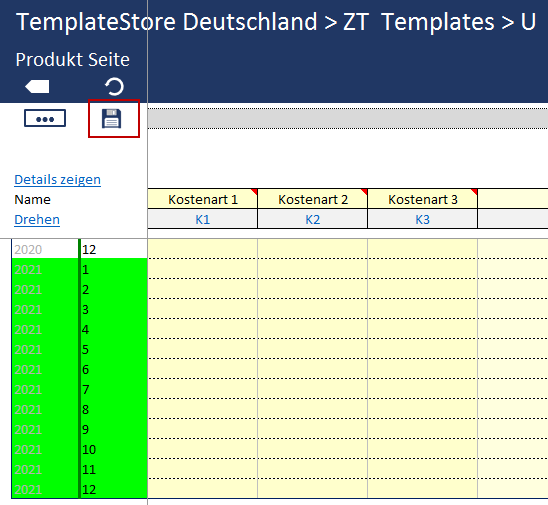 TemplateStore Deutschland > ZT Templates > U
Produkt Seite
Details zeigen
Name Kostenart 1 Kostenart 2 Kostenart 3
Drehen K1 K2 K3
2020 12
2021 1
2021 2
2021 3
2021 4
2021 5
2021 6
2021 7
2021 8
2021 9
2021 10
2021 11
2021 12